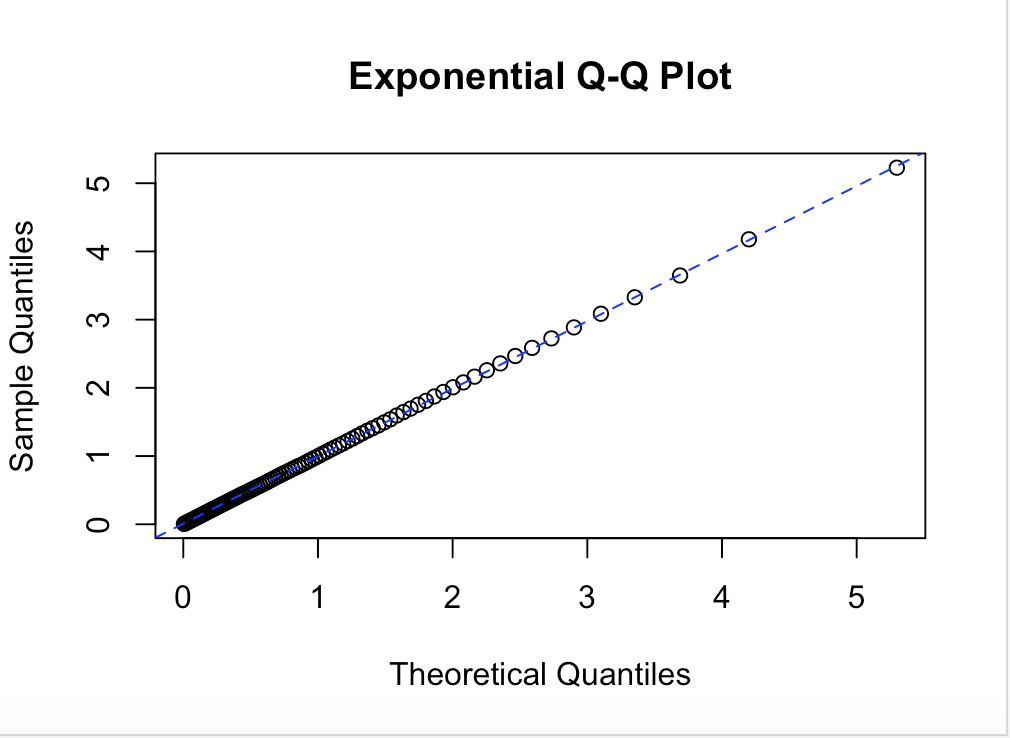 Exponential Q-Q Plot
5
4
3
2
1
0
Sample Quantiles
0 1 2 3 4 5
Theoretical Quantiles